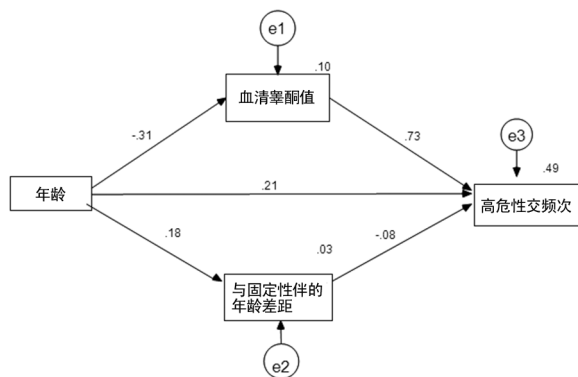 e1
.10
血清睾酮值
-.31
.73
e3
.49
年龄
.21
高危性交频次
.18
.03
-.08
与固定性伴的
年龄差距
e2